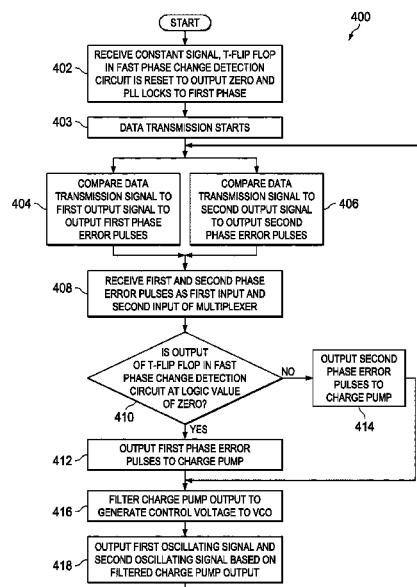 START
400
RECEIVE CONSTANT SIGNAL, T-FLIP FLOP
IN FAST PHASE CHANGE DETECTION
CIRCUIT IS RESET TO OUTPUT ZERO AND
PLL LOCKS TO FIRST PHASE
402
403
DATA TRANSMISSION STARTS
404
COMPARE DATA
TRANSMISSION SIGNAL TO
FIRST OUTPUT SIGNAL TO
OUTPUT FIRST PHASE
ERROR PULSES
COMPARE DATA
TRANSMISSION SIGNAL TO
SECOND OUTPUT SIGNAL
TO OUTPUT SECOND
PHASE ERROR PULSES
406
408
RECEIVE FIRST AND SECOND PHASE
ERROR PULSES AS FIRST INPUT AND
SECOND INPUT OF MULTIPLEXER
IS OUTPUT
OF T-FLIP FLOP IN FAST
PHASE CHANGE DETECTION
CIRCUIT AT LOGIC VALUE
OF ZERO?
410
NO
OUTPUT SECOND
PHASE ERROR
PULSES TO
CHARGE PUMP
414
YES
412
OUTPUT FIRST PHASE ERROR
PULSES TO CHARGE PUMP
416
FILTER CHARGE PUMP OUTPUT TO
GENERATE CONTROL VOLTAGE TO VCO
418
OUTPUT FIRST OSCILLATING SIGNAL AND
SECOND OSCILLATING SIGNAL BASED ON
FILTERED CHARGE PUMP OUTPUT